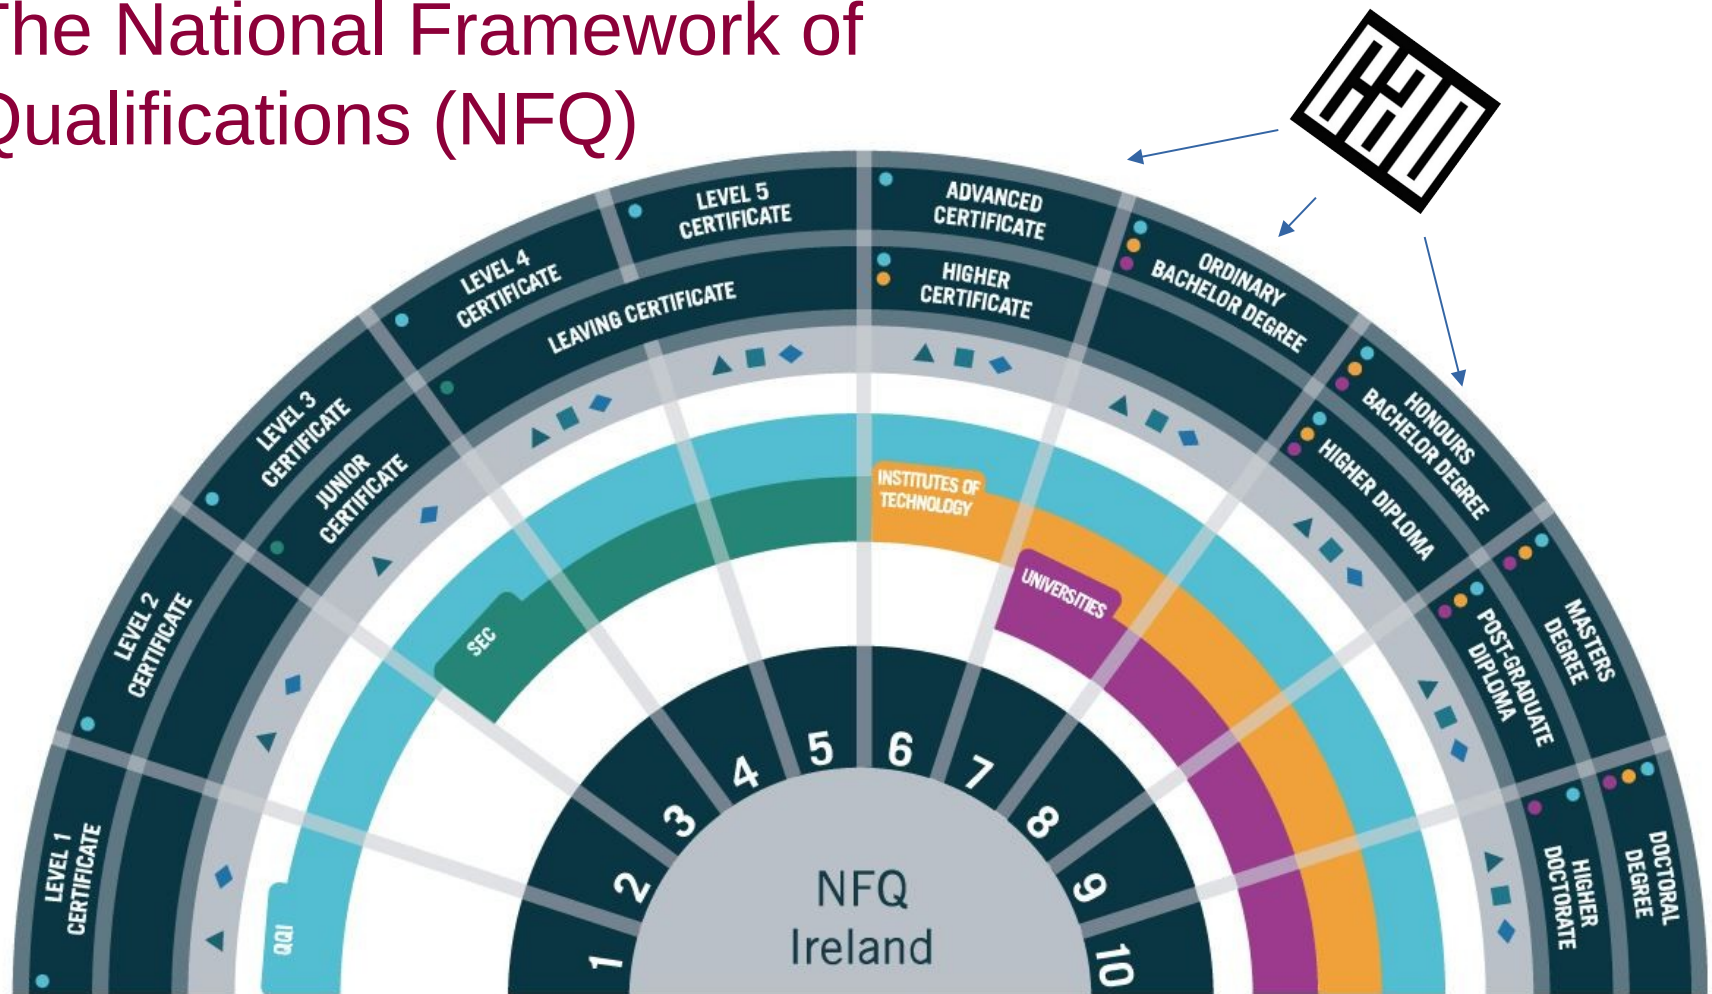 The National Framework of
Qualifications (NFQ)
LEVEL 1
CERTIFICATE
LEVEL 2
CERTIFICATE
LEVEL 3
CERTIFICATE
JUNIOR
CERTIFICATE
LEVEL 4
CERTIFICATE
LEVEL 5
CERTIFICATE
LEAVING CERTIFICATE
ADVANCED
CERTIFICATE
HIGHER
CERTIFICATE
ORDINARY
BACHELOR DEGREE
HONOURS
BACHELOR DEGREE
HIGHER DIPLOMA
MASTERS
DEGREE
POST-GRADUATE
DIPLOMA
DOCTORAL
DEGREE
HIGHER
DOCTORATE
QQI
SEC
INSTITUTES OF
TECHNOLOGY
UNIVERSITIES
1
2
3
4
5
6
7
8
9
10
NFQ
Ireland